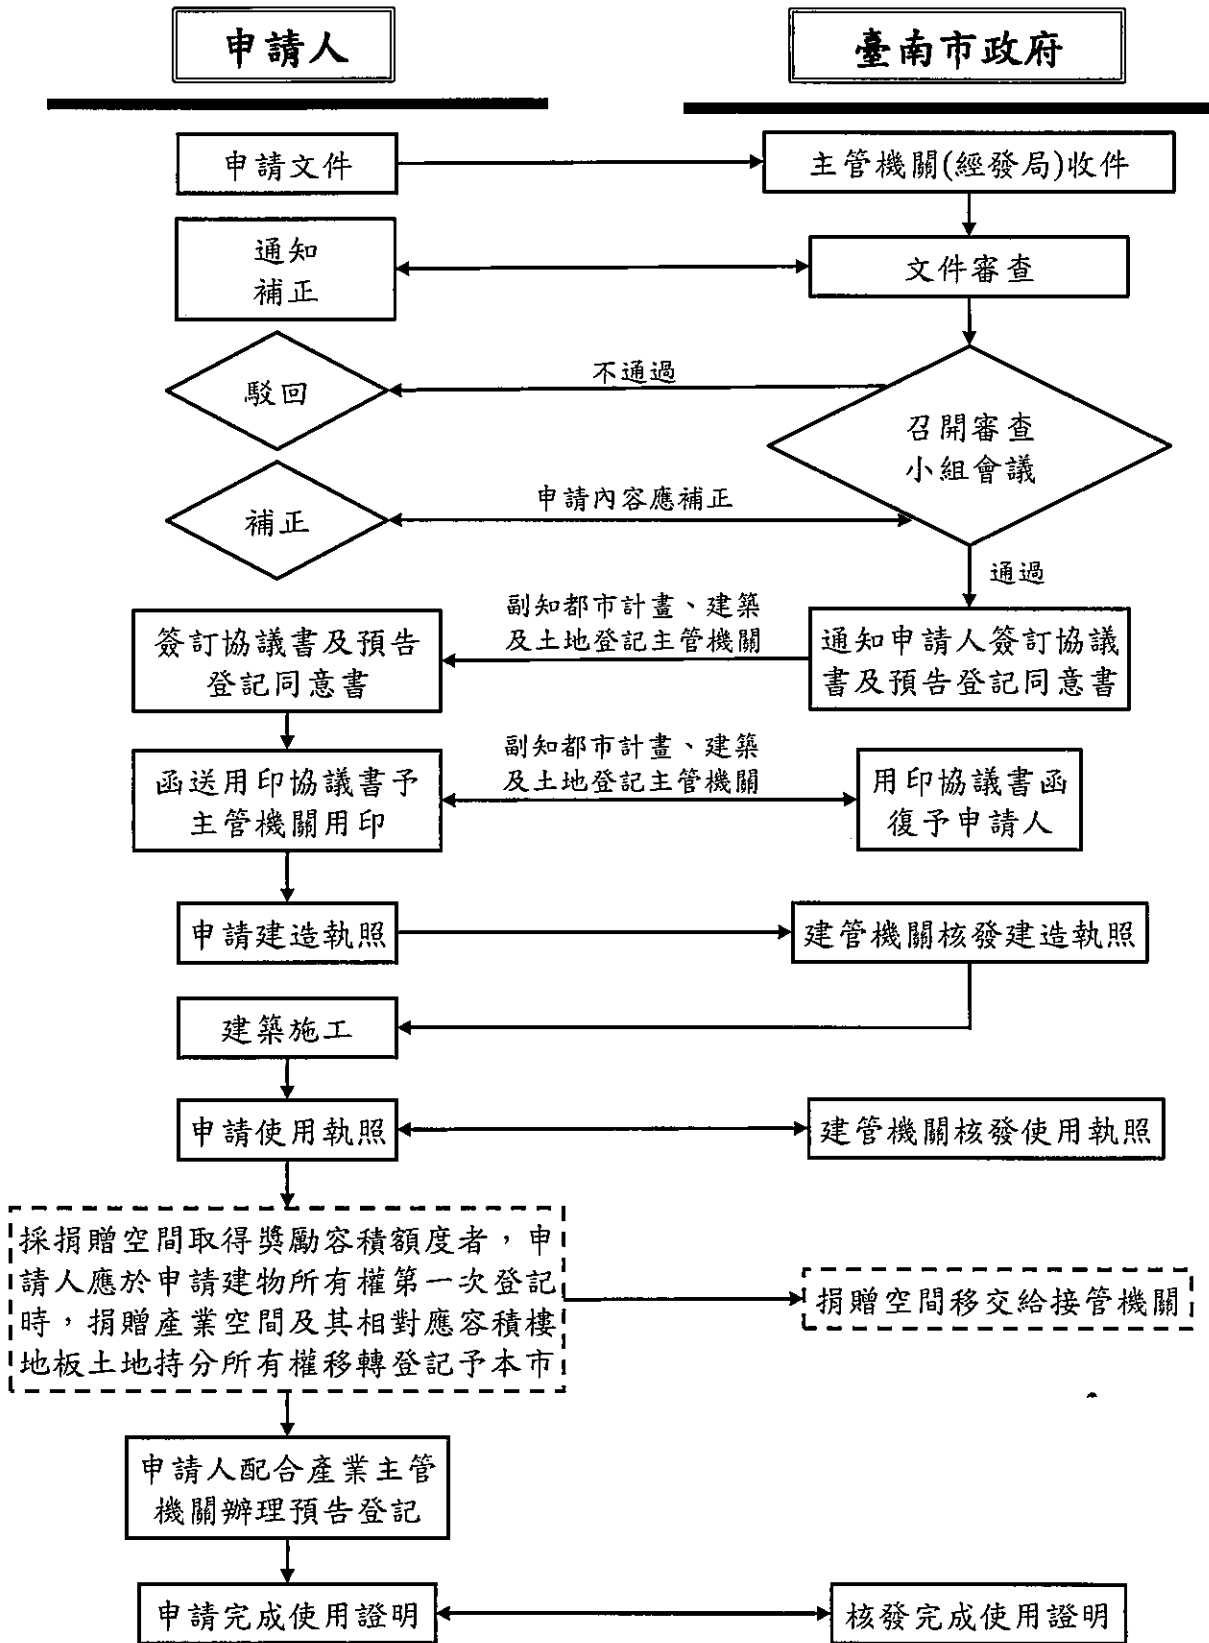 申請人
臺南市政府
申請文件
主管機關(經發局)收件
通知
補正
文件審查
駁回
不通過
召開審查
小組會議
補正
申請內容應補正
通過
簽訂協議書及預告
登記同意書
副知都市計畫、建築
及土地登記主管機關
通知申請人簽訂協議
書及預告登記同意書
函送用印協議書予
主管機關用印
副知都市計畫、建築
及土地登記主管機關
用印協議書函
復予申請人
申請建造執照
建管機關核發建造執照
建築施工
申請使用執照
建管機關核發使用執照
採捐贈空間取得獎勵容積額度者，申
請人應於申請建物所有權第一次登記
時，捐贈產業空間及其相對應容積樓
地板土地持分所有權移轉登記予本市
捐贈空間移交給接管機關
申請人配合產業主管
機關辦理預告登記
申請完成使用證明
核發完成使用證明